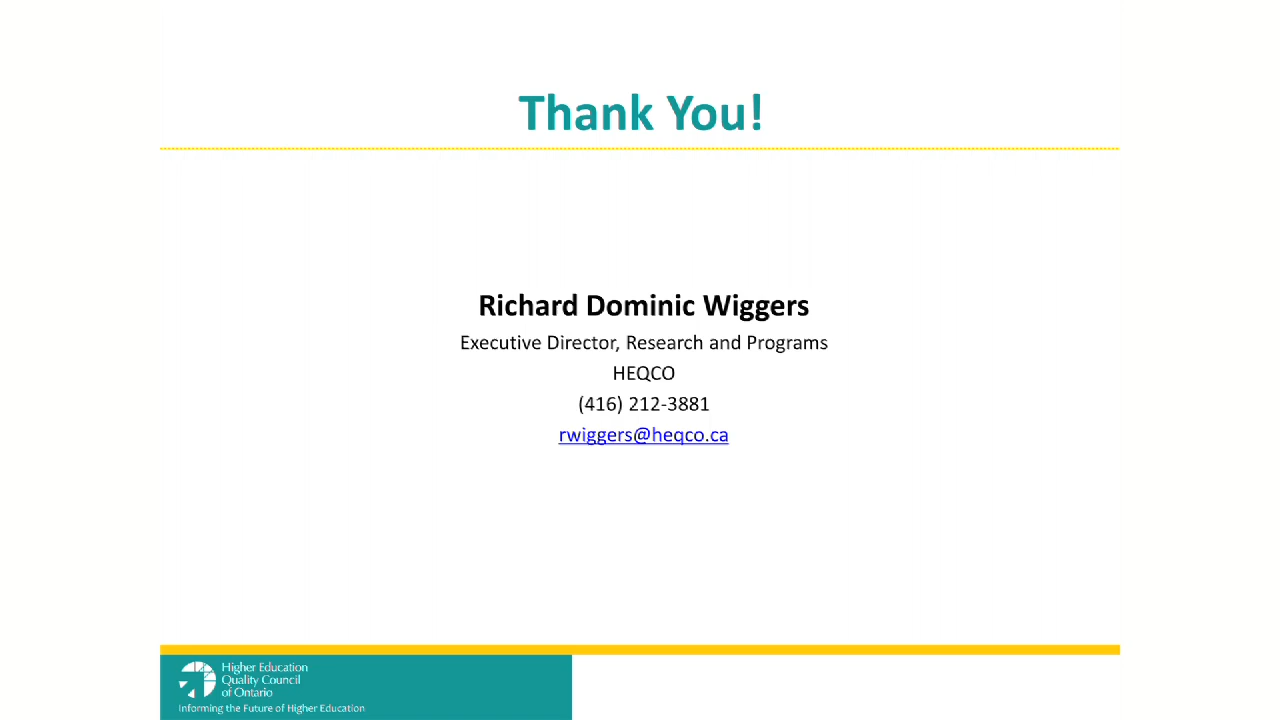 Thank You!
Richard Dominic Wiggers
Executive Director, Research and Programs
HEQCO
(416) 212-3881
rwiggers@heqco.ca
Higher Education
Quality Council
of Ontario
Informing the Future of Higher Education